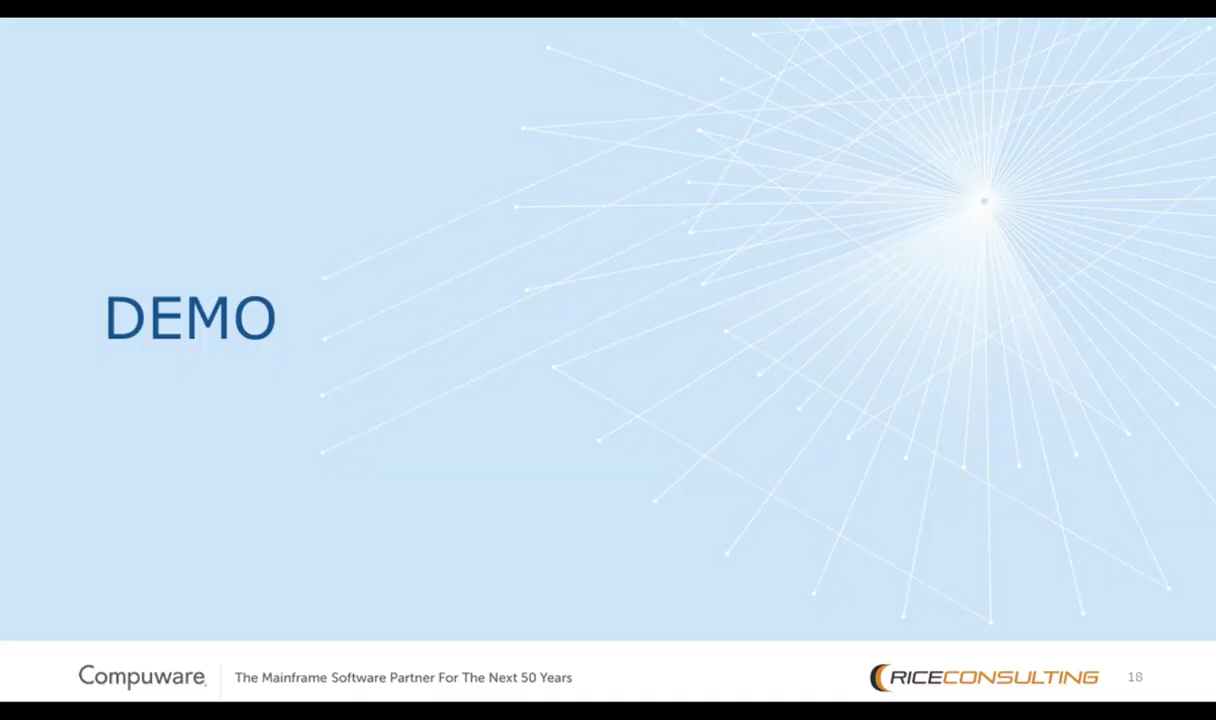 DEMO
Compuware.
The Mainframe Software Partner For The Next 50 Years
RICECONSULTING
18